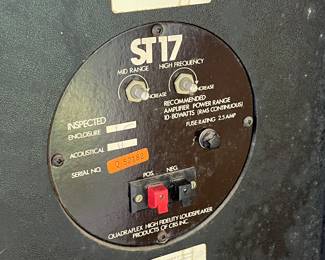 ST17
MID RANGE HIGH FREQUENCY
INCREASE INCREASE
RECOMMENDED
AMPLIFIER POWER RANGE
10-80WATTS (RMS CONTINUOUS)
INSPECTED
ENCLOSURE
FUSE-RATING 2.5 AMP
ACOUSTICAL
SERIAL NO. Q 52182
POS. NEG.
QUADRAFLEX HIGH FIDELITY LOUDSPEAKER
PRODUCTS OF CBS INC.